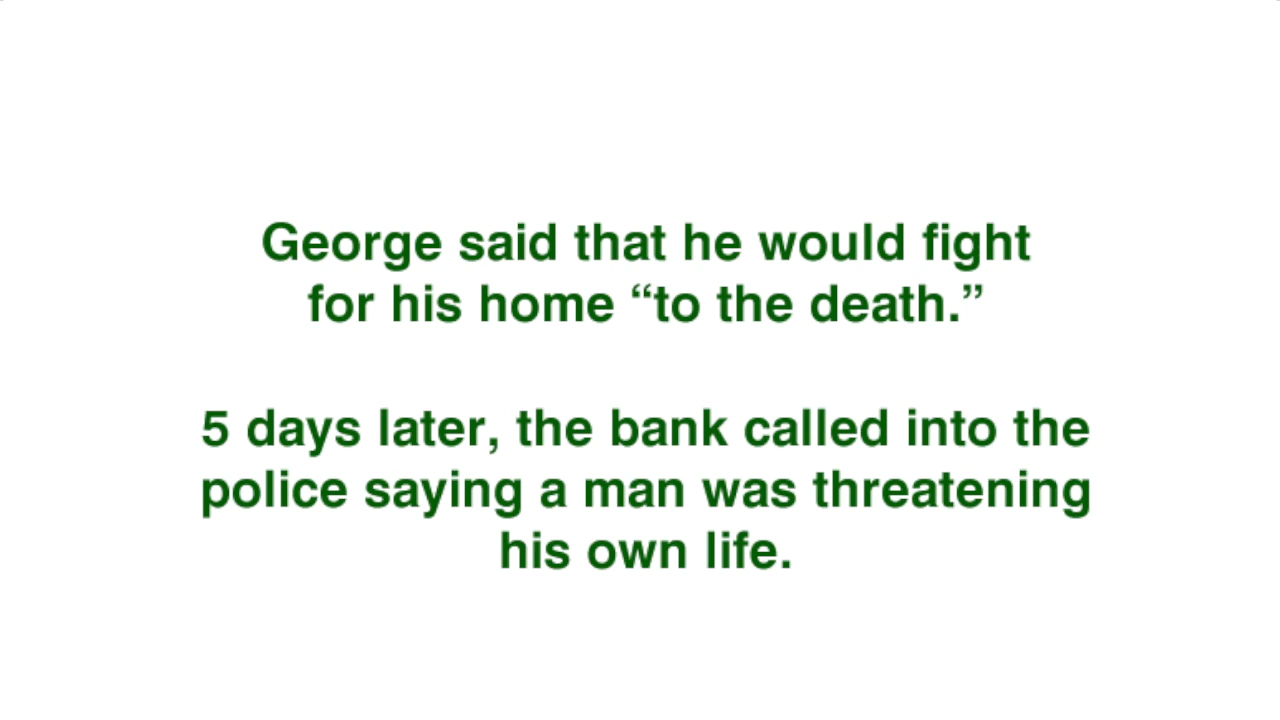 George said that he would fight
for his home “to the death.”
5 days later, the bank called into the
police saying a man was threatening
his own life.